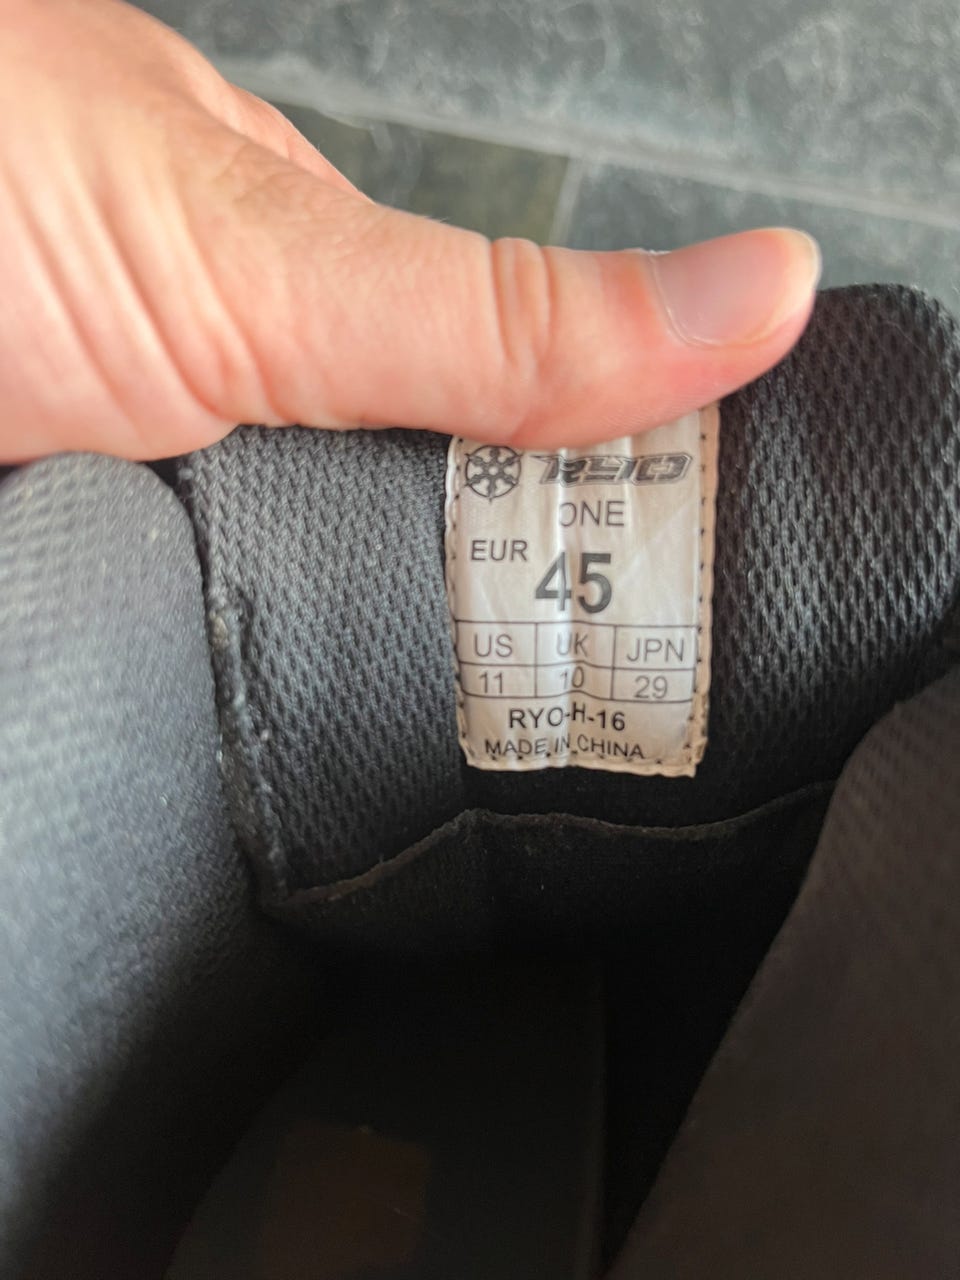 RYO
ONE
EUR 45
US UK JPN
11 10 29
RYO-H-16
MADE IN CHINA